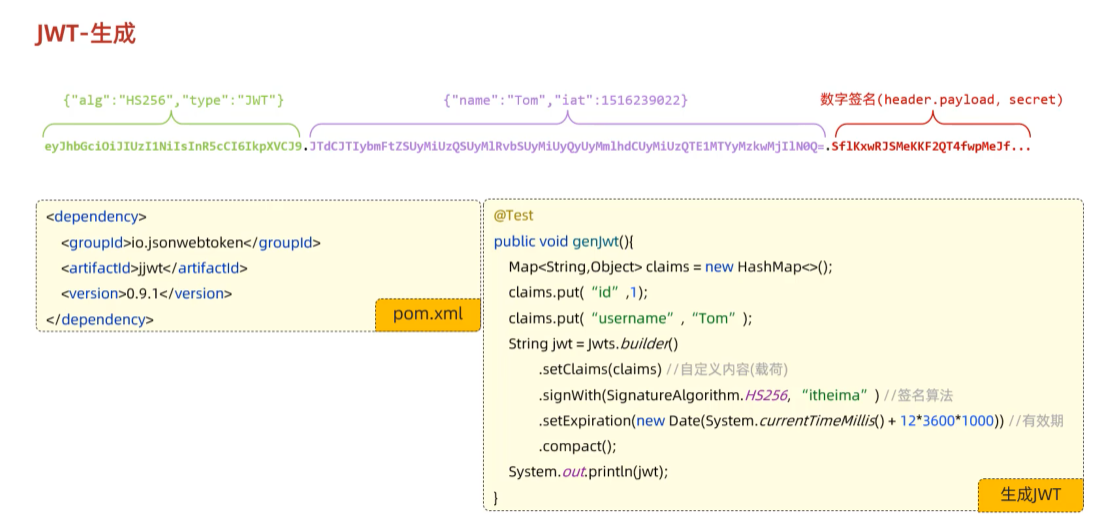 JWT-生成
{"alg":"HS256","type":"JWT"}
{"name":"Tom","iat":1516239022}
数字签名(header.payload, secret)
eyJhbGciOiJIUzI1NiIsInR5cCI6IkpXVCJ9.JTdCJTIybmFtZSUyMiUzQSUyMlRvbSUyMiUyQyUyMmlhdCUyMiUzQTE1MTYyMzkwMjIlN0Q=.SflKxwRJSMeKKF2QT4fwpMeJf...
<dependency>
<groupId>io.jsonwebtoken</groupId>
<artifactId>jjwt</artifactId>
<version>0.9.1</version>
</dependency>
pom.xml
@Test
public void genJwt(){
Map<String,Object> claims = new HashMap<>();
claims.put( “id” ,1);
claims.put( “username” , “Tom” );
String jwt = Jwts.builder()
.setClaims(claims) //自定义内容(载荷)
.signWith(SignatureAlgorithm.HS256, “itheima” ) //签名算法
.setExpiration(new Date(System.currentTimeMillis() + 12*3600*1000)) //有效期
.compact();
System.out.println(jwt);
}
生成JWT